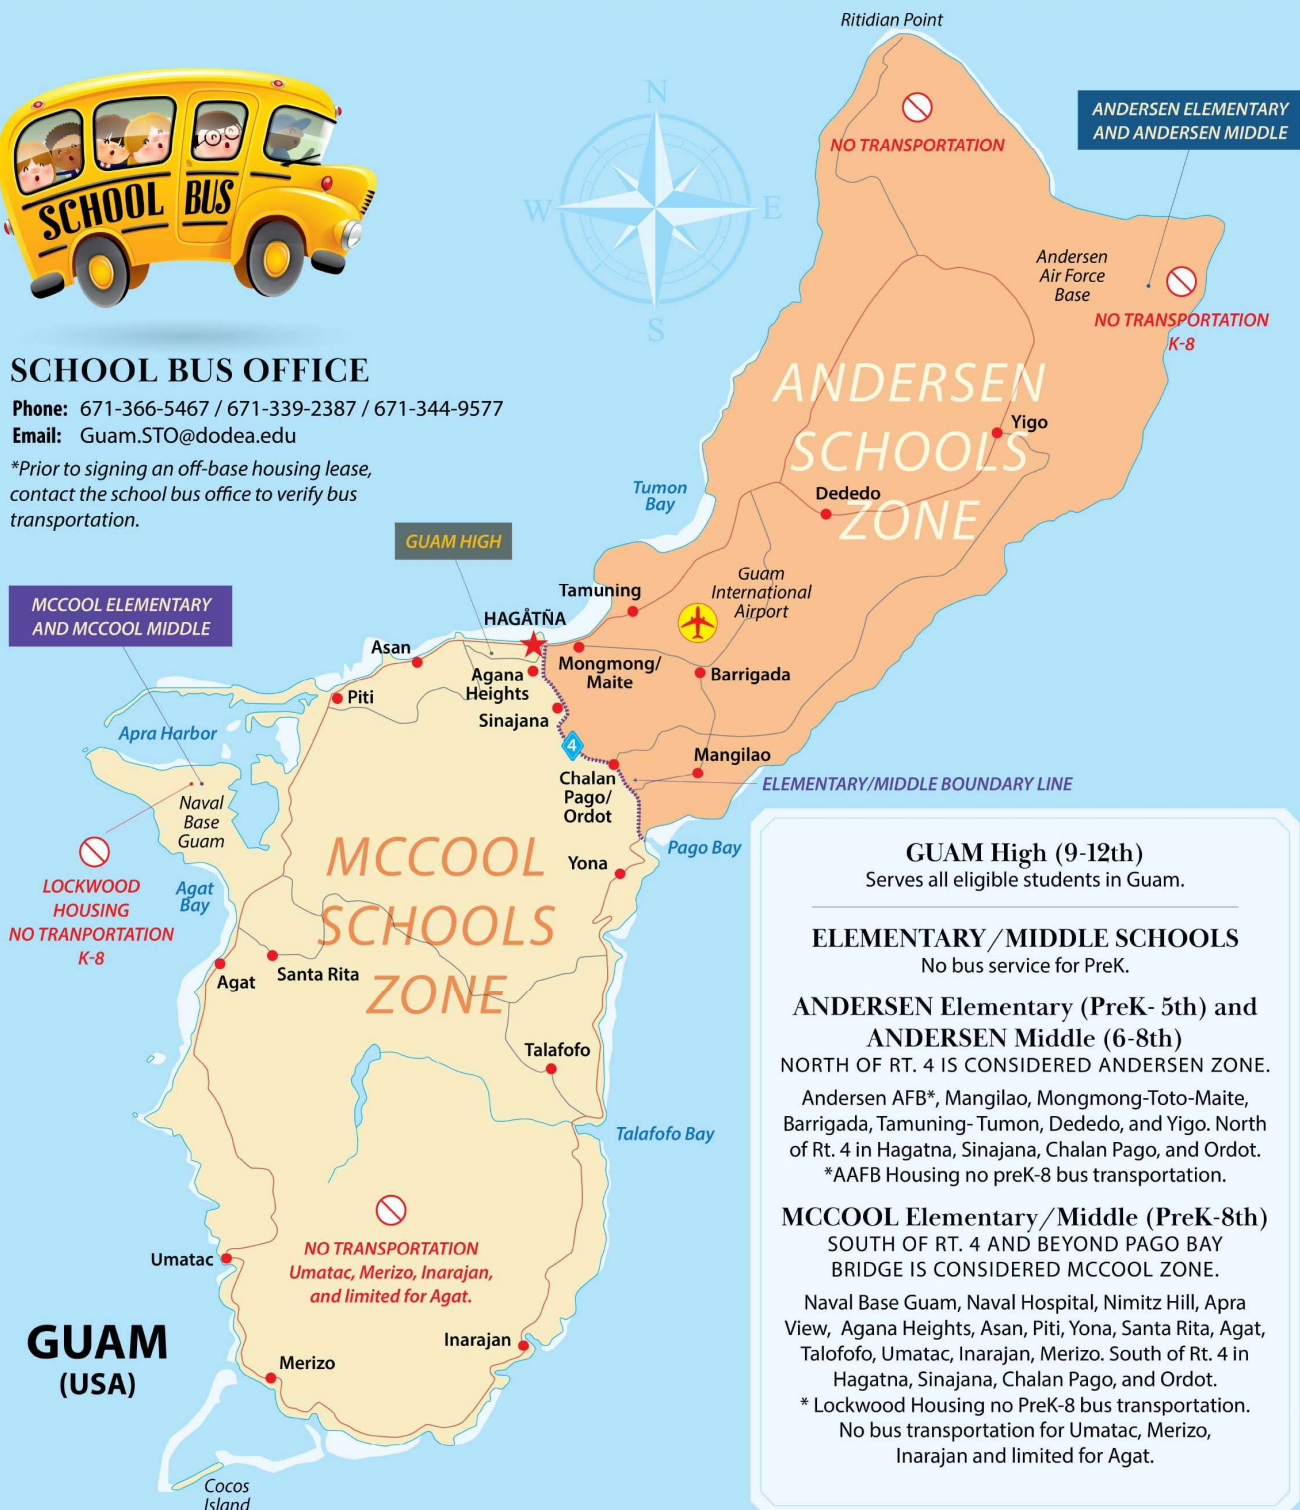 Ritidian Point
NO TRANSPORTATION
ANDERSEN ELEMENTARY
AND ANDERSEN MIDDLE
N
W
E
S
SCHOOL BUS
Andersen
Air Force
Base
NO TRANSPORTATION
K-8
SCHOOL BUS OFFICE
Phone: 671-366-5467 / 671-339-2387 / 671-344-9577
Email: Guam.STO@dodea.edu
*Prior to signing an off-base housing lease,
contact the school bus office to verify bus
transportation.
ANDERSEN
SCHOOLS
ZONE
Yigo
Dededo
Tumon
Bay
GUAM HIGH
Guam
International
Airport
Tamuning
MCCOOL ELEMENTARY
AND MCCOOL MIDDLE
HAGÅTÑA
Asan
Mongmong/
Maite
Barrigada
Agana
Heights
Piti
Sinajana
Apra Harbor
4
Mangilao
Chalan
Pago/
Ordot
ELEMENTARY/MIDDLE BOUNDARY LINE
Naval
Base
Guam
Pago Bay
MCCOOL
SCHOOLS
ZONE
Yona
LOCKWOOD
HOUSING
NO TRANPORTATION
K-8
Agat
Bay
Agat
Santa Rita
Talafofo
Talafofo Bay
NO TRANSPORTATION
Umatac, Merizo, Inarajan,
and limited for Agat.
Umatac
Inarajan
Merizo
GUAM
(USA)
Cocos
Island
GUAM High (9-12th)
Serves all eligible students in Guam.
ELEMENTARY/MIDDLE SCHOOLS
No bus service for PreK.
ANDERSEN Elementary (PreK- 5th) and
ANDERSEN Middle (6-8th)
NORTH OF RT. 4 IS CONSIDERED ANDERSEN ZONE.
Andersen AFB*, Mangilao, Mongmong-Toto-Maite,
Barrigada, Tamuning- Tumon, Dededo, and Yigo. North
of Rt. 4 in Hagatna, Sinajana, Chalan Pago, and Ordot.
*AAFB Housing no preK-8 bus transportation.
MCCOOL Elementary/Middle (PreK-8th)
SOUTH OF RT. 4 AND BEYOND PAGO BAY
BRIDGE IS CONSIDERED MCCOOL ZONE.
Naval Base Guam, Naval Hospital, Nimitz Hill, Apra
View, Agana Heights, Asan, Piti, Yona, Santa Rita, Agat,
Talofofo, Umatac, Inarajan, Merizo. South of Rt. 4 in
Hagatna, Sinajana, Chalan Pago, and Ordot.
* Lockwood Housing no PreK-8 bus transportation.
No bus transportation for Umatac, Merizo,
Inarajan and limited for Agat.